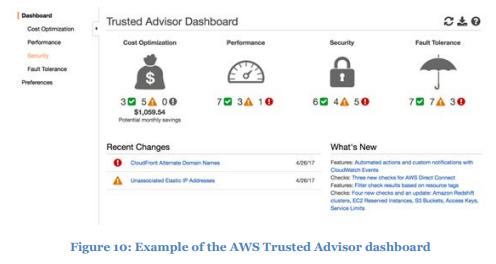 Dashboard
Cost Optimization
Performance
Security
Fault Tolerance
Preferences
Trusted Advisor Dashboard
Cost Optimization
Performance
Security
Fault Tolerance
$
3 5 0
7 3 1
6 4 5
7 7 3
$1,059.54
Potential monthly savings
Recent Changes
CloudFront Alternate Domain Names 4/26/17
Unassociated Elastic IP Addresses 4/26/17
What's New
Features: Automated actions and custom notifications with
CloudWatch Events
Checks: Three new checks for AWS Direct Connect
Features: Filter check results based on resource tags
Checks: Four new checks and an update: Amazon Redshift
clusters, EC2 Reserved Instances, S3 Buckets, Access Keys,
Service Limits
Figure 10: Example of the AWS Trusted Advisor dashboard